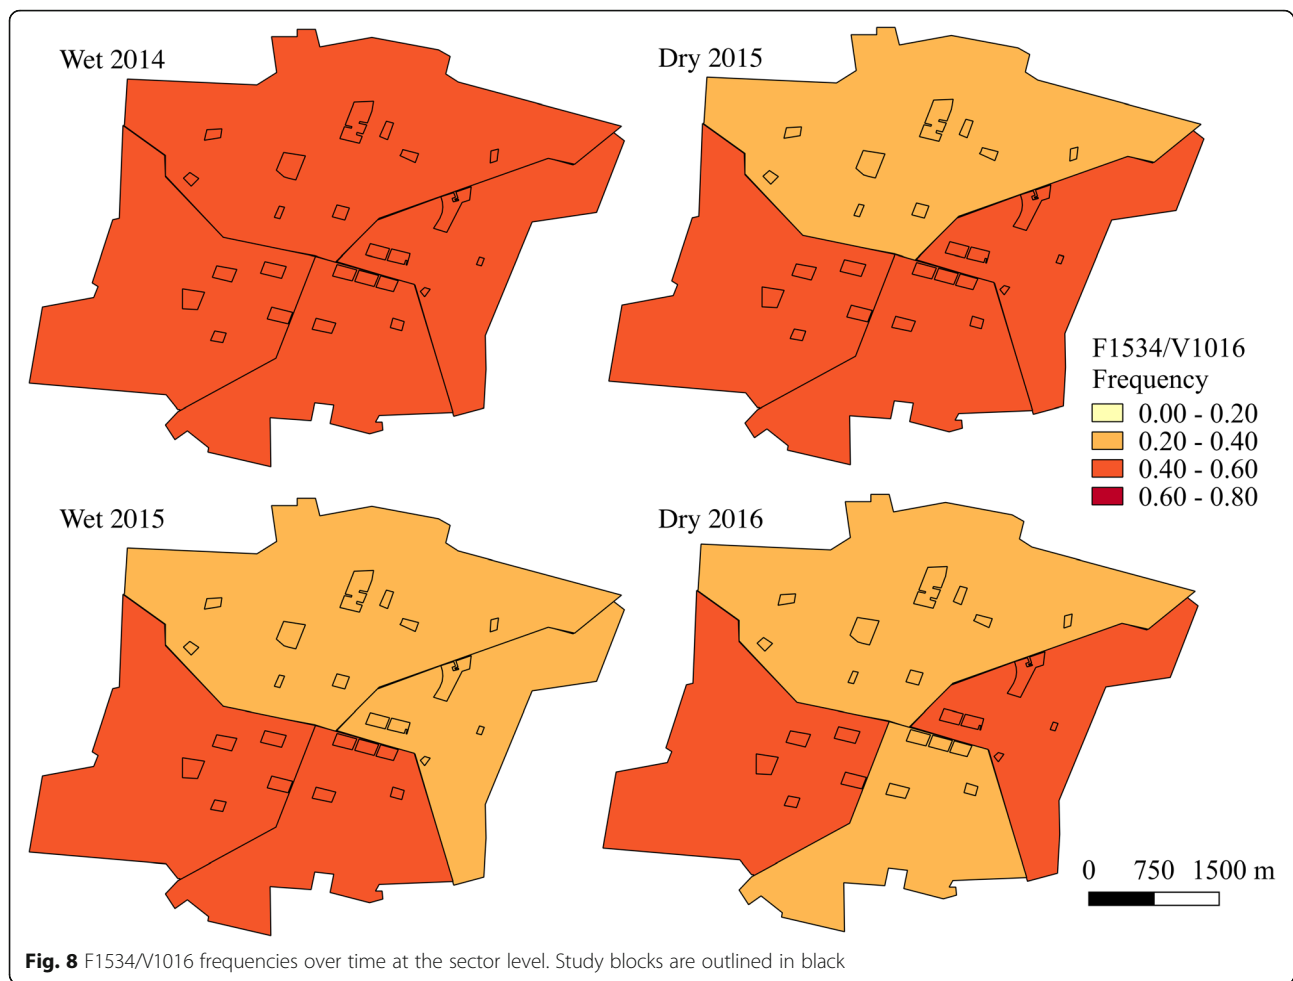 Wet 2014
Dry 2015
F1534/V1016
Frequency
0.00 - 0.20
0.20 - 0.40
0.40 - 0.60
0.60 - 0.80
Wet 2015
Dry 2016
0 750 1500 m
Fig. 8 F1534/V1016 frequencies over time at the sector level. Study blocks are outlined in black